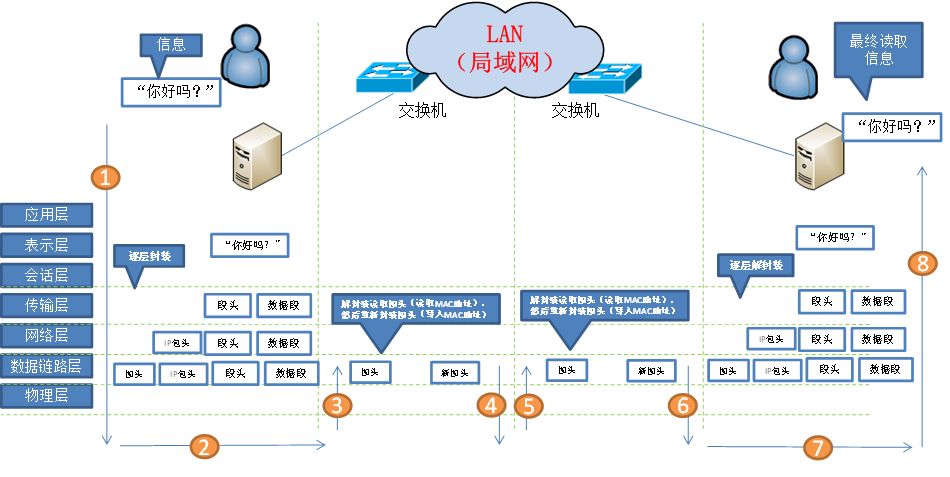 信息
“你好吗？”
LAN
（局域网）
交换机
交换机
最终读取
信息
“你好吗？”
1
应用层
表示层
会话层
传输层
网络层
数据链路层
物理层
“你好吗？”
逐层封装
段头
数据段
IP包头
段头
数据段
帧头
IP包头
段头
数据段
2
解封装读取帧头（读取MAC地址），
然后重新封装帧头（写入MAC地址）
帧头
新帧头
3
4
解封装读取帧头（读取MAC地址），
然后重新封装帧头（写入MAC地址）
帧头
新帧头
5
6
“你好吗？”
逐层解封装
段头
数据段
IP包头
段头
数据段
帧头
IP包头
段头
数据段
7
8